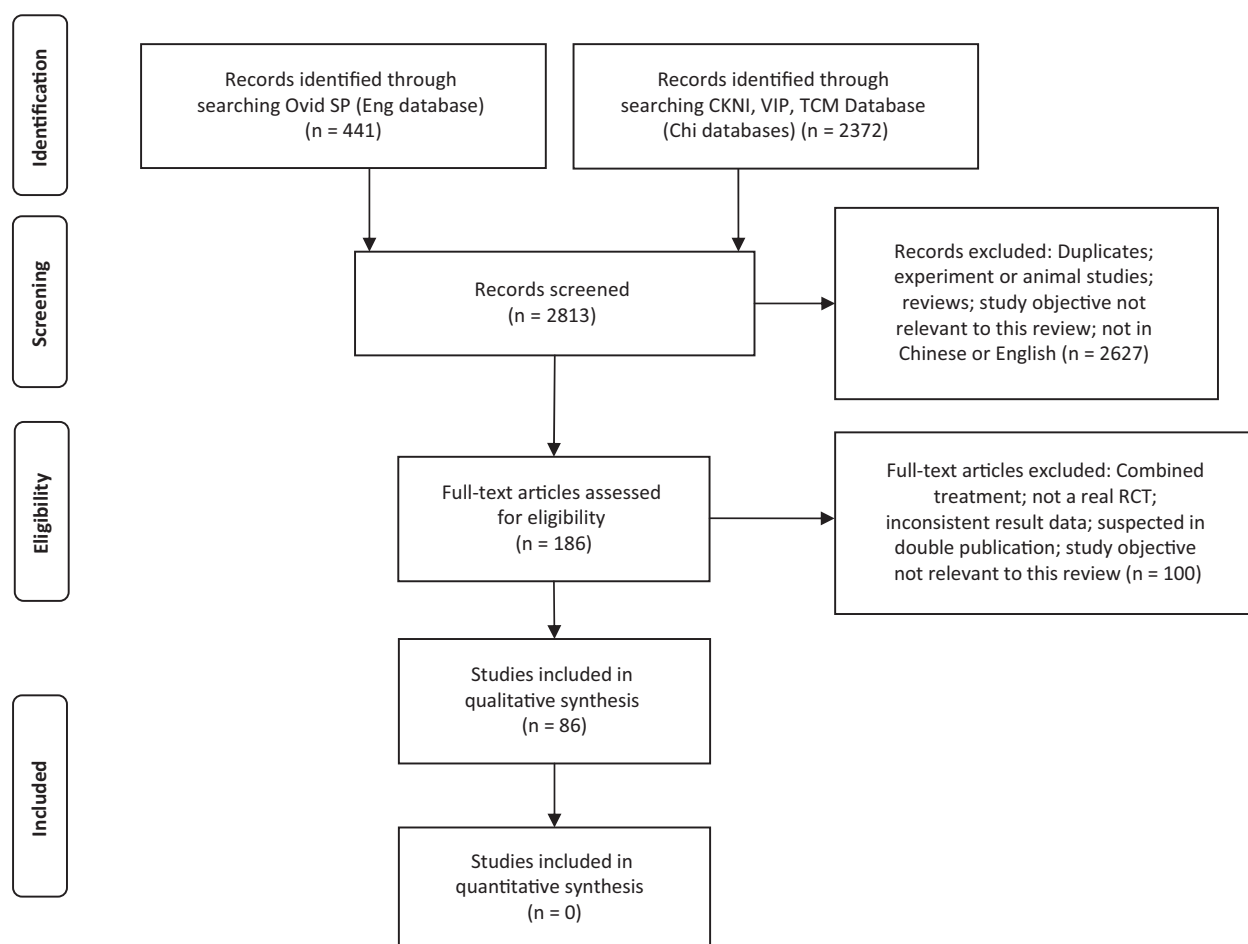 Identification
Records identified through
searching Ovid SP (Eng database)
(n = 441)
Records identified through
searching CKNI, VIP, TCM Database
(Chi databases) (n = 2372)
Screening
Records screened
(n = 2813)
Records excluded: Duplicates;
experiment or animal studies;
reviews; study objective not
relevant to this review; not in
Chinese or English (n = 2627)
Eligibility
Full-text articles assessed
for eligibility
(n = 186)
Full-text articles excluded: Combined
treatment; not a real RCT;
inconsistent result data; suspected in
double publication; study objective
not relevant to this review (n = 100)
Included
Studies included in
qualitative synthesis
(n = 86)
Studies included in
quantitative synthesis
(n = 0)